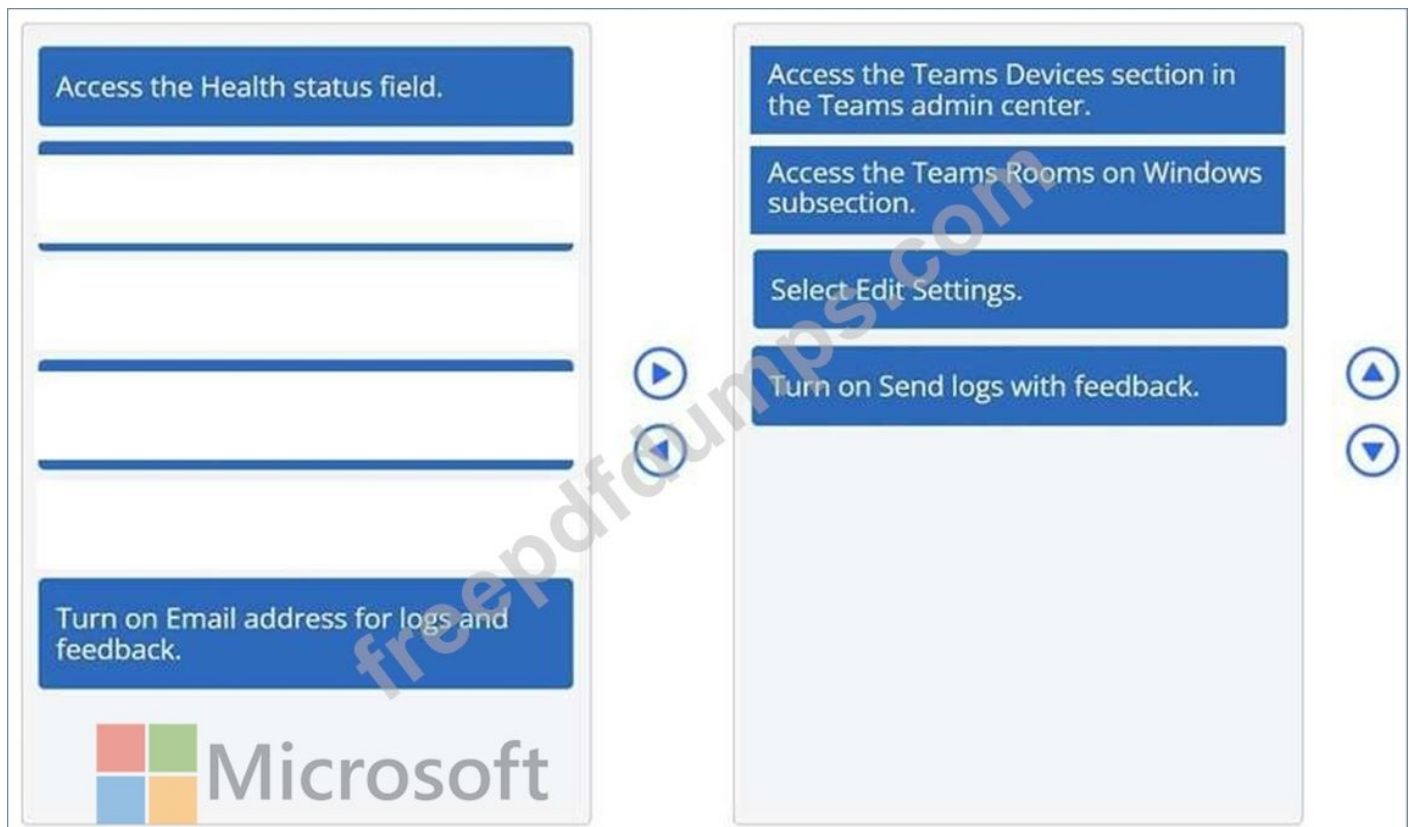 Access the Health status field.
Turn on Email address for logs and
feedback.
Microsoft
Access the Teams Devices section in
the Teams admin center.
Access the Teams Rooms on Windows
subsection.
Select Edit Settings.
Turn on Send logs with feedback.
freepdfdumps.com